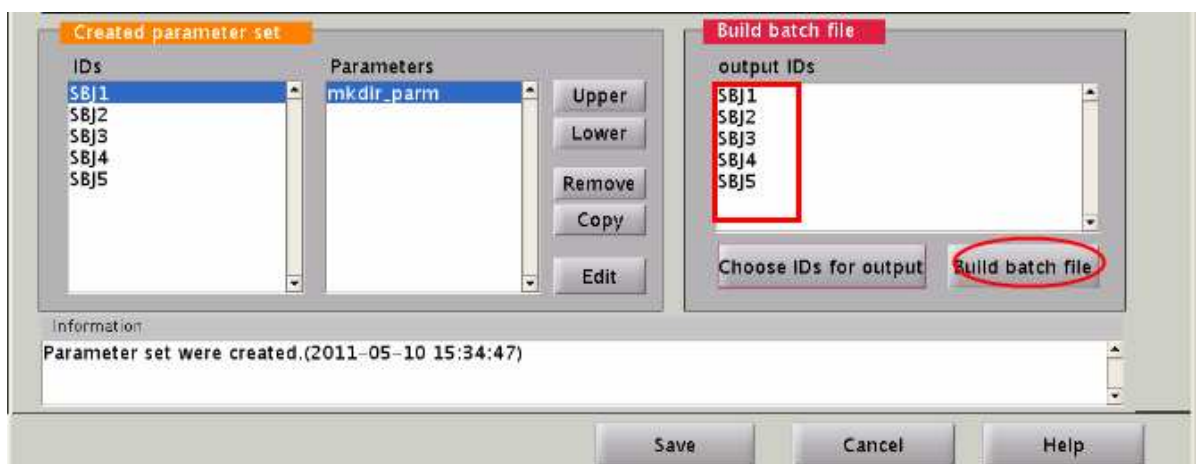 Created parameter set
IDs
Parameters
SBJ1
SBJ2
SBJ3
SBJ4
SBJ5
mkdir_parm
Upper
Lower
Remove
Copy
Edit
Build batch file
output IDs
SBJ1
SBJ2
SBJ3
SBJ4
SBJ5
Choose IDs for output
Build batch file
Information
Parameter set were created.(2011-05-10 15:34:47)
Save
Cancel
Help